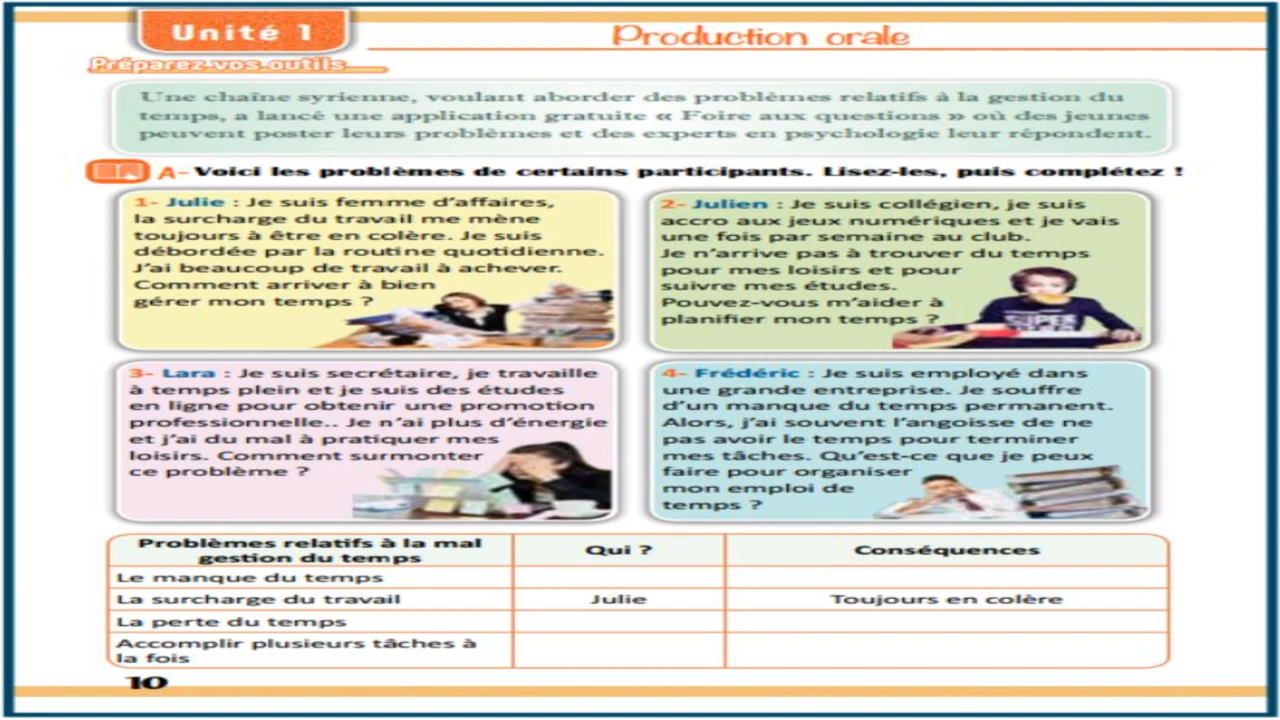 Unité 1
Production orale
Préparez-vos-outils
Une chaîne syrienne, voulant aborder des problèmes relatifs à la gestion du
temps, a lancé une application gratuite « Foire aux questions » où des jeunes
peuvent poster leurs problèmes et des experts en psychologie leur répondent.
A- Voici les problèmes de certains participants. Lisez-les, puis complétez !
1- Julie : Je suis femme d'affaires,
la surcharge du travail me mène
toujours à être en colère. Je suis
débordée par la routine quotidienne.
J'ai beaucoup de travail à achever.
Comment arriver à bien
gérer mon temps ?
2- Julien : Je suis collégien, je suis
accro aux jeux numériques et je vais
une fois par semaine au club.
Je n'arrive pas à trouver du temps
pour mes loisirs et pour
suivre mes études.
Pouvez-vous m'aider à
planifier mon temps ?
SUPER
3- Lara : Je suis secrétaire, je travaille
à temps plein et je suis des études
en ligne pour obtenir une promotion
professionnelle.. Je n'ai plus d'énergie
et j'ai du mal à pratiquer mes
loisirs. Comment surmonter
ce problème ?
4- Frédéric : Je suis employé dans
une grande entreprise. Je souffre
d'un manque du temps permanent.
Alors, j'ai souvent l'angoisse de ne
pas avoir le temps pour terminer
mes tâches. Qu'est-ce que je peux
faire pour organiser
mon emploi de
temps ?
Problèmes relatifs à la mal
gestion du temps
Qui ?
Conséquences
Le manque du temps
La surcharge du travail
Julie
Toujours en colère
La perte du temps
Accomplir plusieurs tâches à
la fois
10